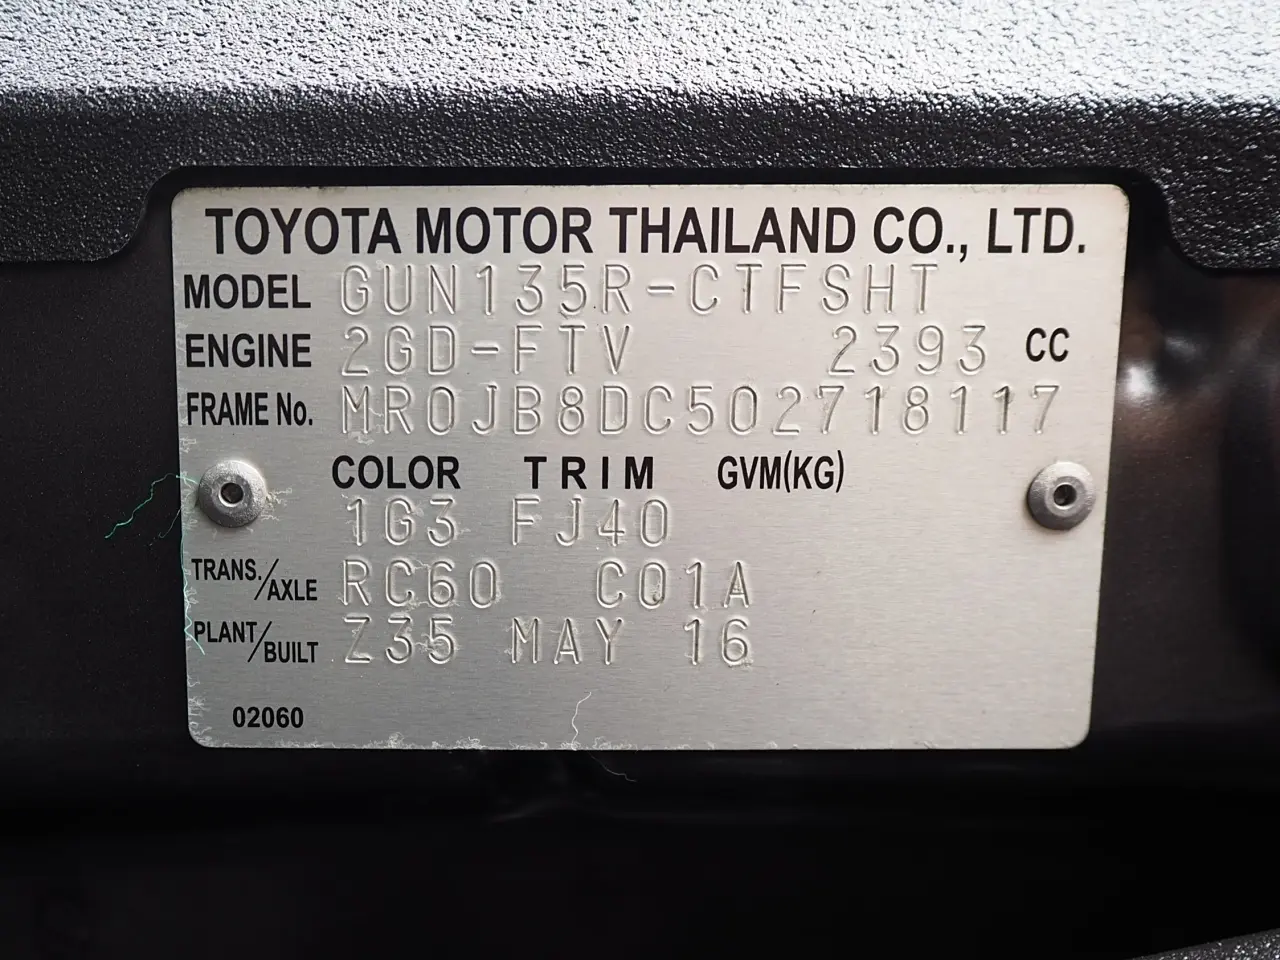 TOYOTA MOTOR THAILAND CO., LTD.
MODEL GUN135R-CTFSHT
ENGINE 2GD-FTV 2393 CC
FRAME No. MR0JB8DC502718117
COLOR TRIM GVM(KG)
1G3 FJ40
TRANS./AXLE RC60 C01A
PLANT/BUILT Z35 MAY 16
02060